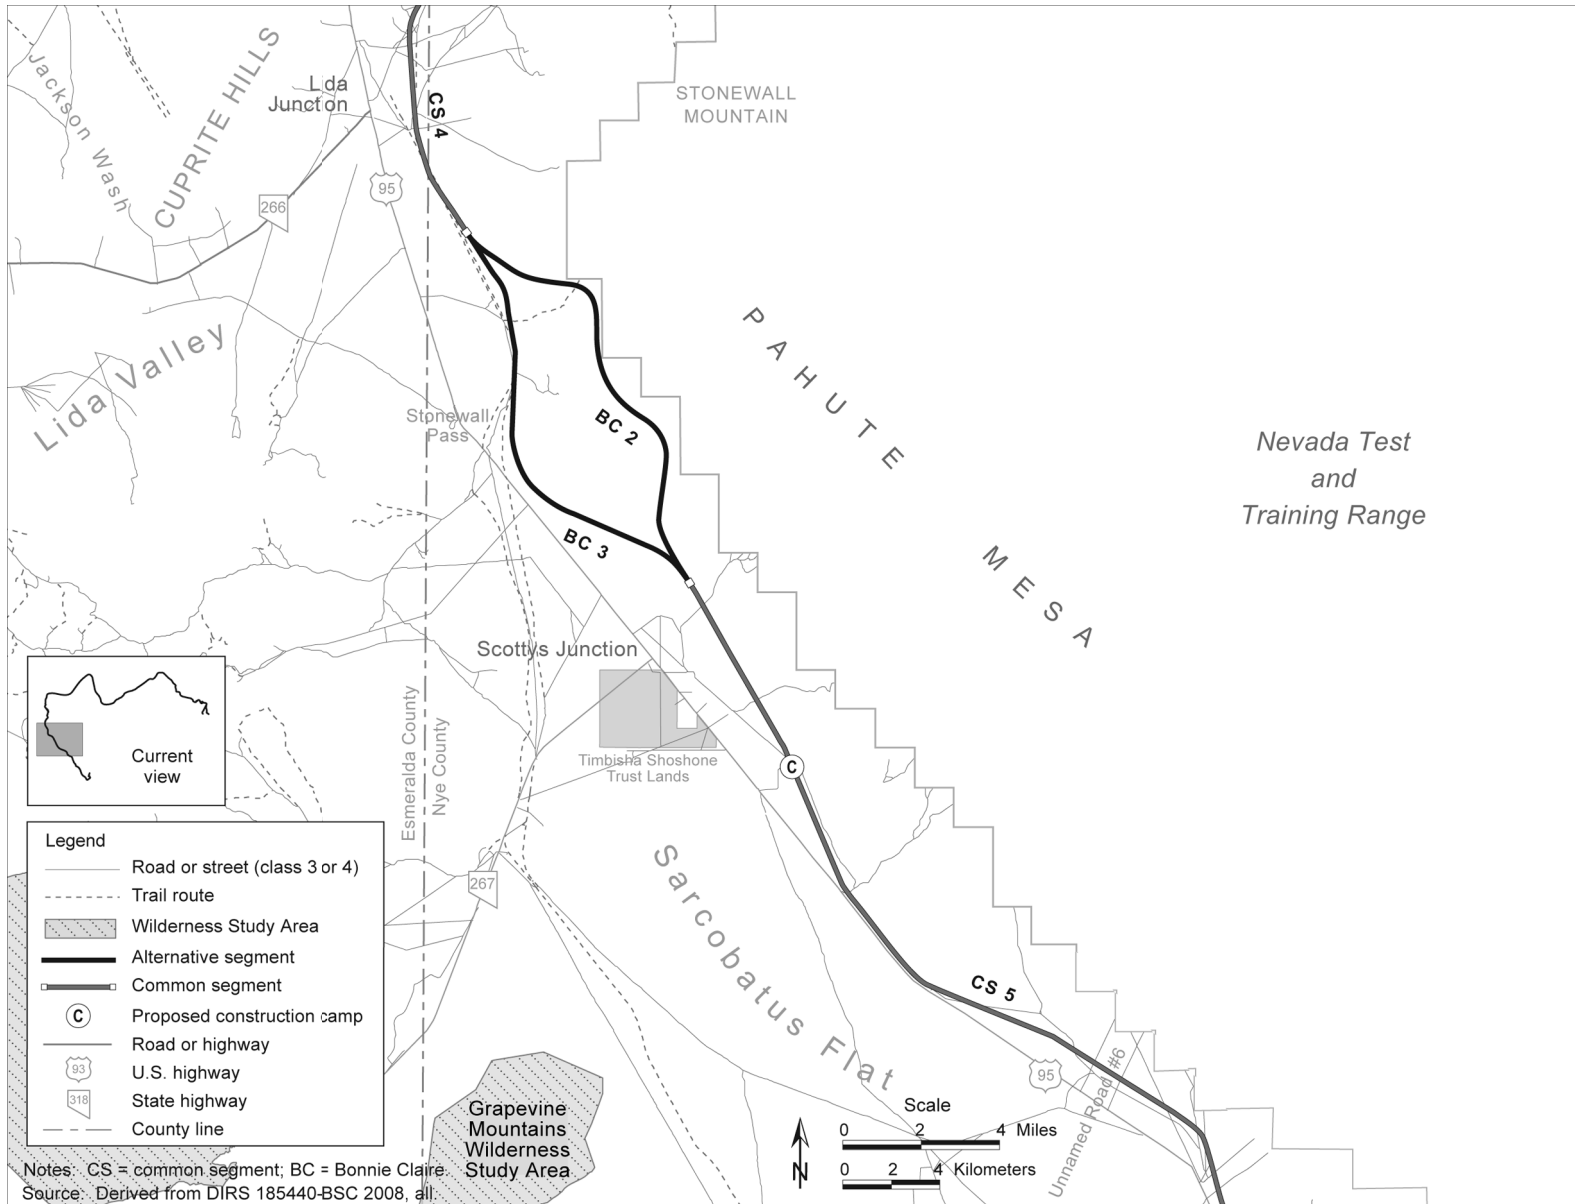 Jackson Wash
CUPRITE HILLS
Lida
Junction
CS 4
STONEWALL
MOUNTAIN
95
266
Lida Valley
PAHUTE MESA
Stonewall
Pass
BC 2
BC 3
Nevada Test
and
Training Range
Scottys Junction
Timbisha Shoshone
Trust Lands
Esmeralda County
Nye County
C
Current
view
Sarcobatus Flat
267
CS 5
95
Unnamed Road #6
Legend
Road or street (class 3 or 4)
Trail route
Wilderness Study Area
Alternative segment
Common segment
C Proposed construction camp
Road or highway
93 U.S. highway
318 State highway
County line
Grapevine
Mountains
Wilderness
Study Area
Scale
0 2 4 Miles
0 2 4 Kilometers
N
Notes: CS = common segment; BC = Bonnie Claire.
Source: Derived from DIRS 185440-BSC 2008, all.